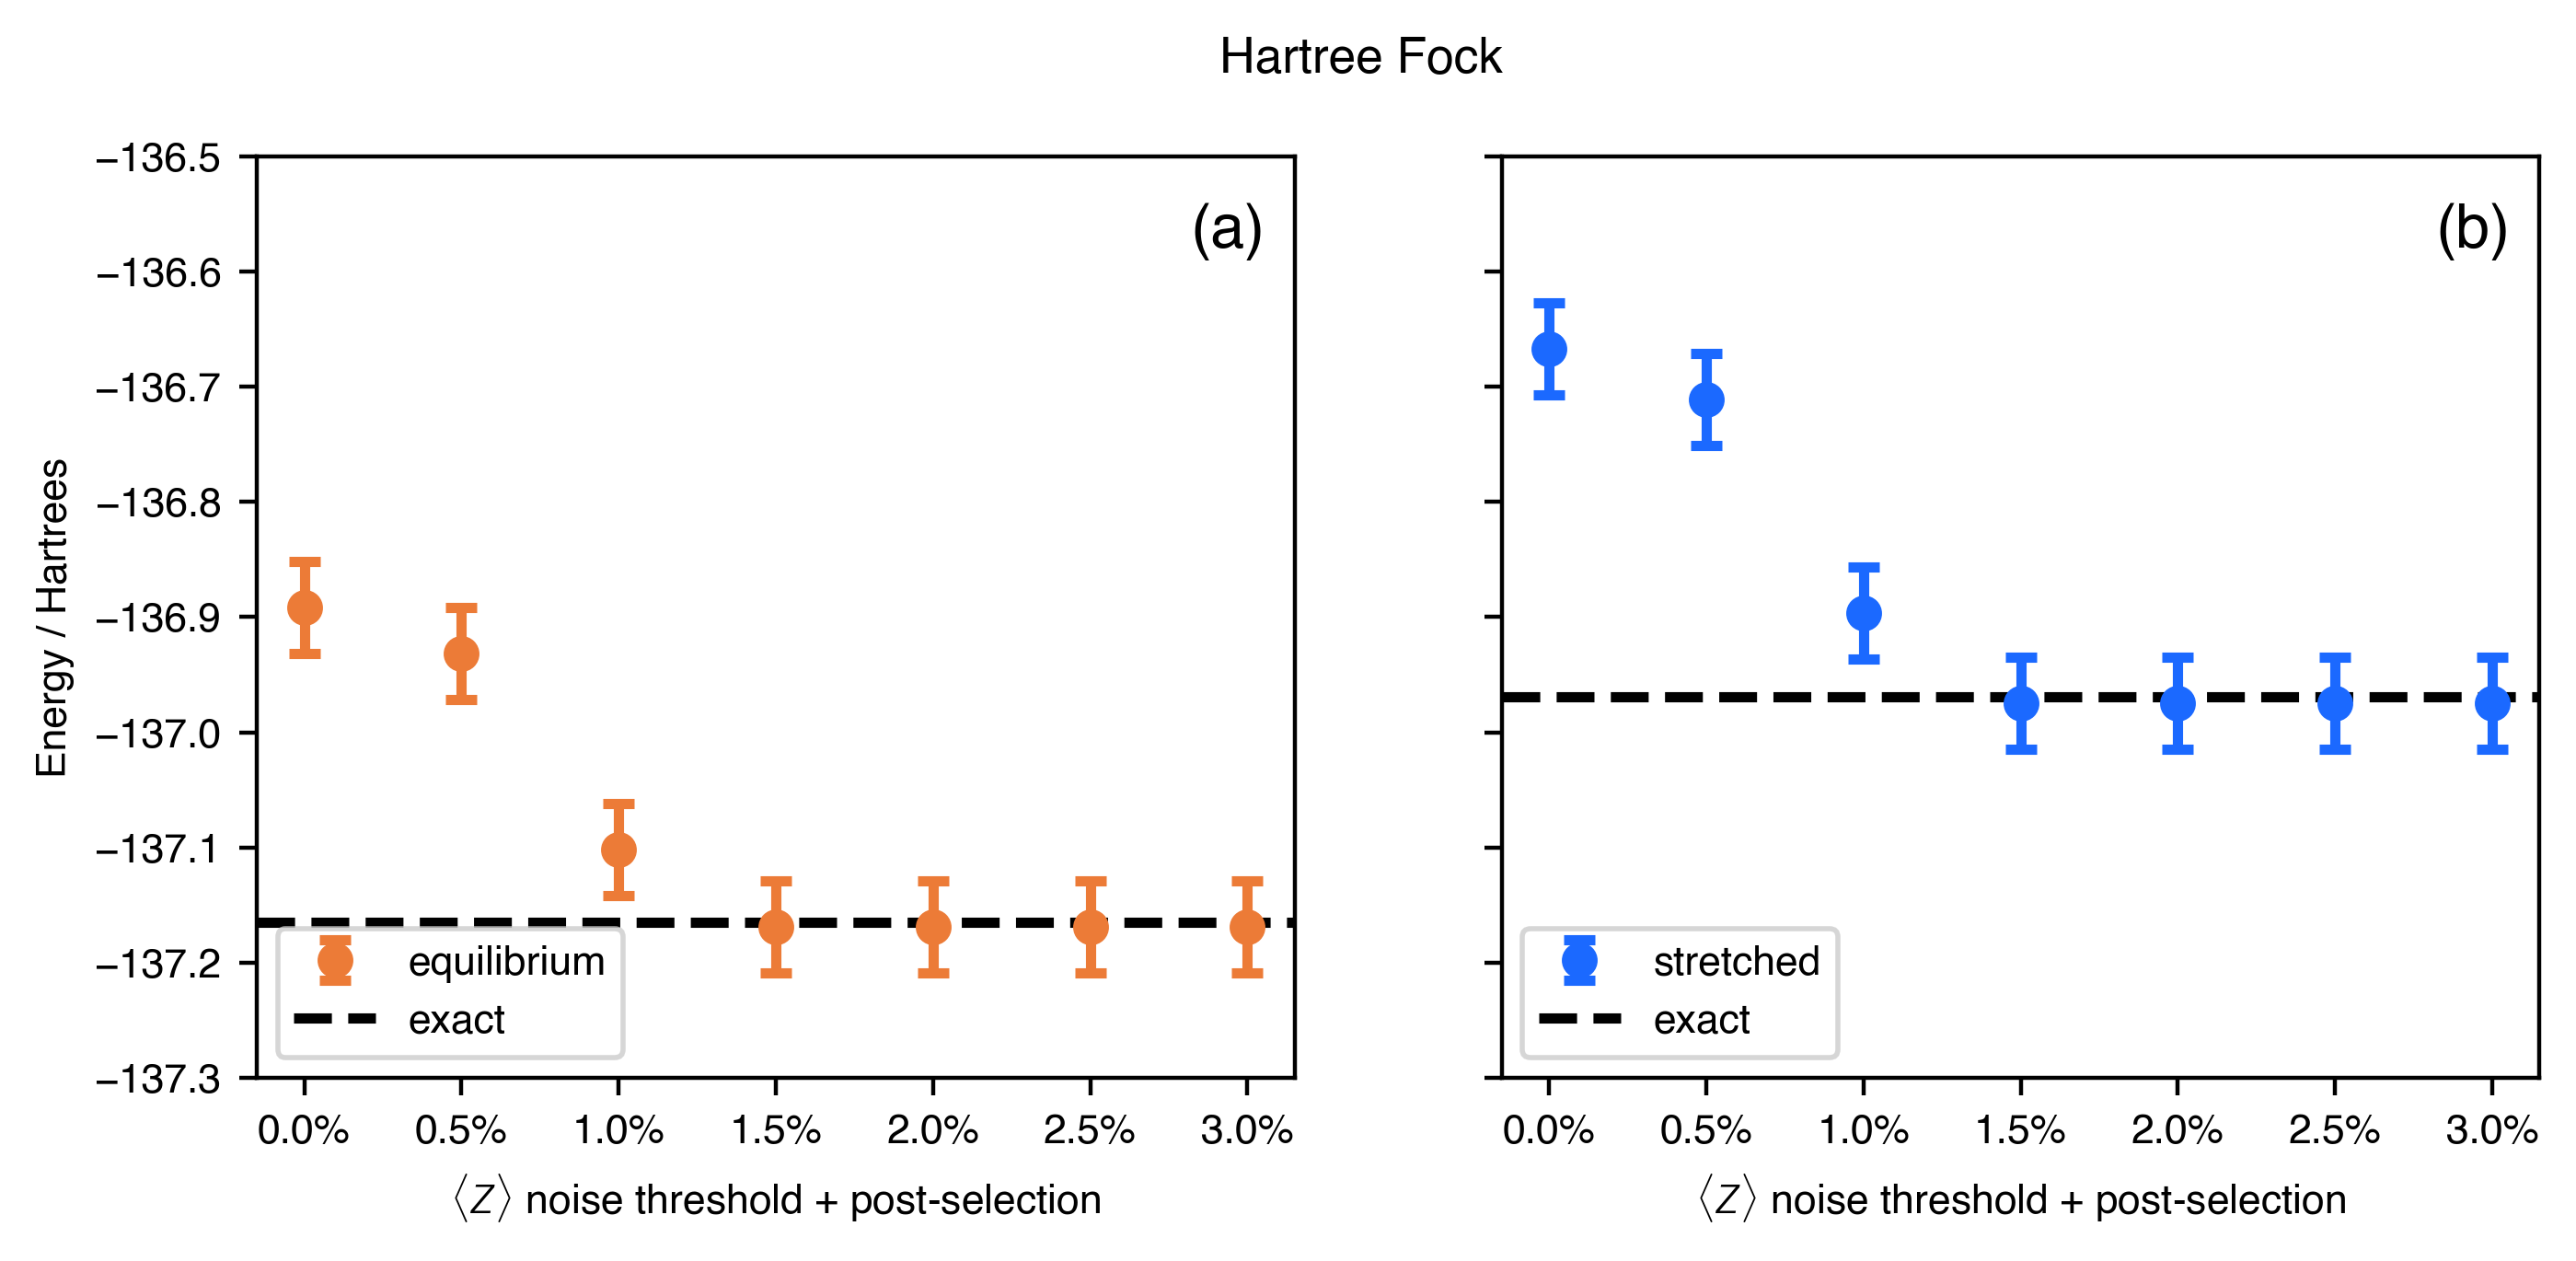 Hartree Fock
(a)
(b)
Energy / Hartrees
−136.5
−136.6
−136.7
−136.8
−136.9
−137.0
−137.1
−137.2
−137.3
equilibrium
exact
stretched
exact
0.0% 0.5% 1.0% 1.5% 2.0% 2.5% 3.0%
0.0% 0.5% 1.0% 1.5% 2.0% 2.5% 3.0%
⟨Z⟩ noise threshold + post-selection
⟨Z⟩ noise threshold + post-selection